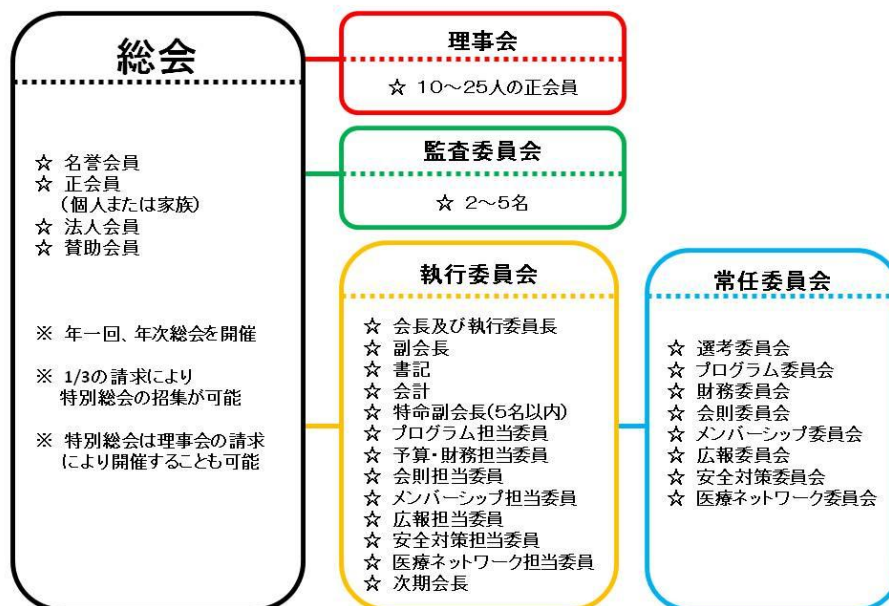 総会
☆ 名誉会員
☆ 正会員
(個人または家族)
☆ 法人会員
☆ 賛助会員
※ 年一回、年次総会を開催
※ 1/3の請求により
特別総会の招集が可能
※ 特別総会は理事会の請求
により開催することも可能
理事会
☆ 10～25人の正会員
監査委員会
☆ 2～5名
執行委員会
☆ 会長及び執行委員長
☆ 副会長
☆ 書記
☆ 会計
☆ 特命副会長(5名以内)
☆ プログラム担当委員
☆ 予算・財務担当委員
☆ 会則担当委員
☆ メンバーシップ担当委員
☆ 広報担当委員
☆ 安全対策担当委員
☆ 医療ネットワーク担当委員
☆ 次期会長
常任委員会
☆ 選考委員会
☆ プログラム委員会
☆ 財務委員会
☆ 会則委員会
☆ メンバーシップ委員会
☆ 広報委員会
☆ 安全対策委員会
☆ 医療ネットワーク委員会